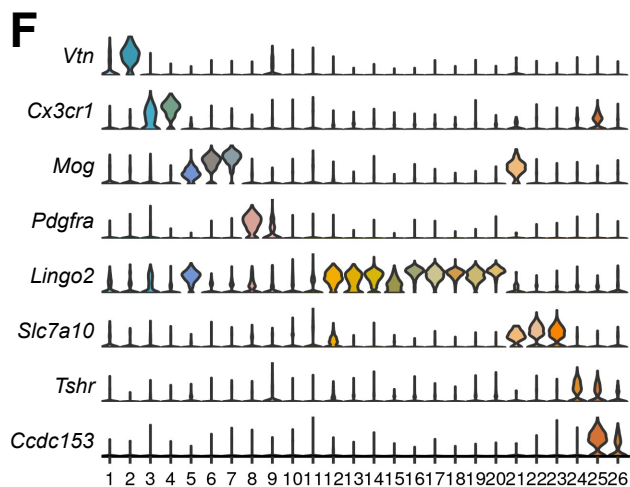 F
Vtn
Cx3cr1
Mog
Pdgfra
Lingo2
Slc7a10
Tshr
Ccdc153
1 2 3 4 5 6 7 8 9 10 11 12 13 14 15 16 17 18 19 20 21 22 23 24 25 26